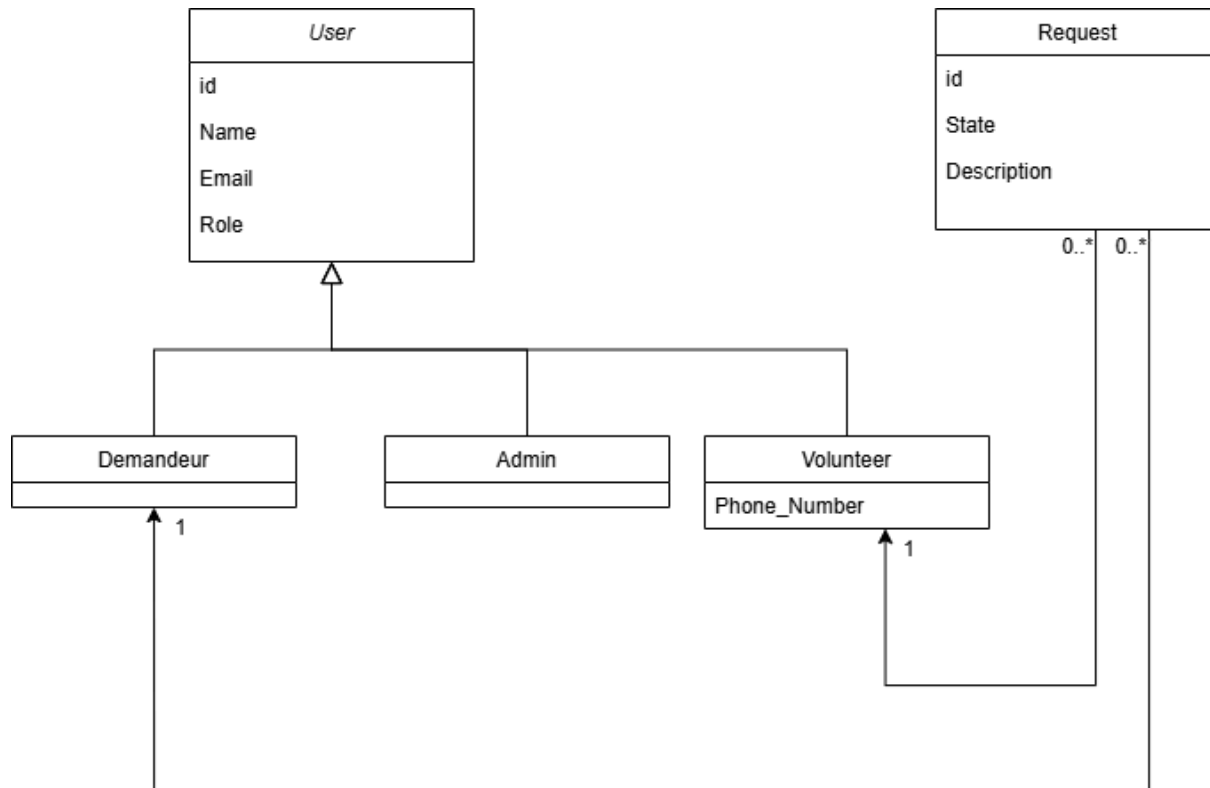 User
id
Name
Email
Role
Request
id
State
Description
0..* 0..*
Demandeur
Admin
Volunteer
Phone_Number
1
1